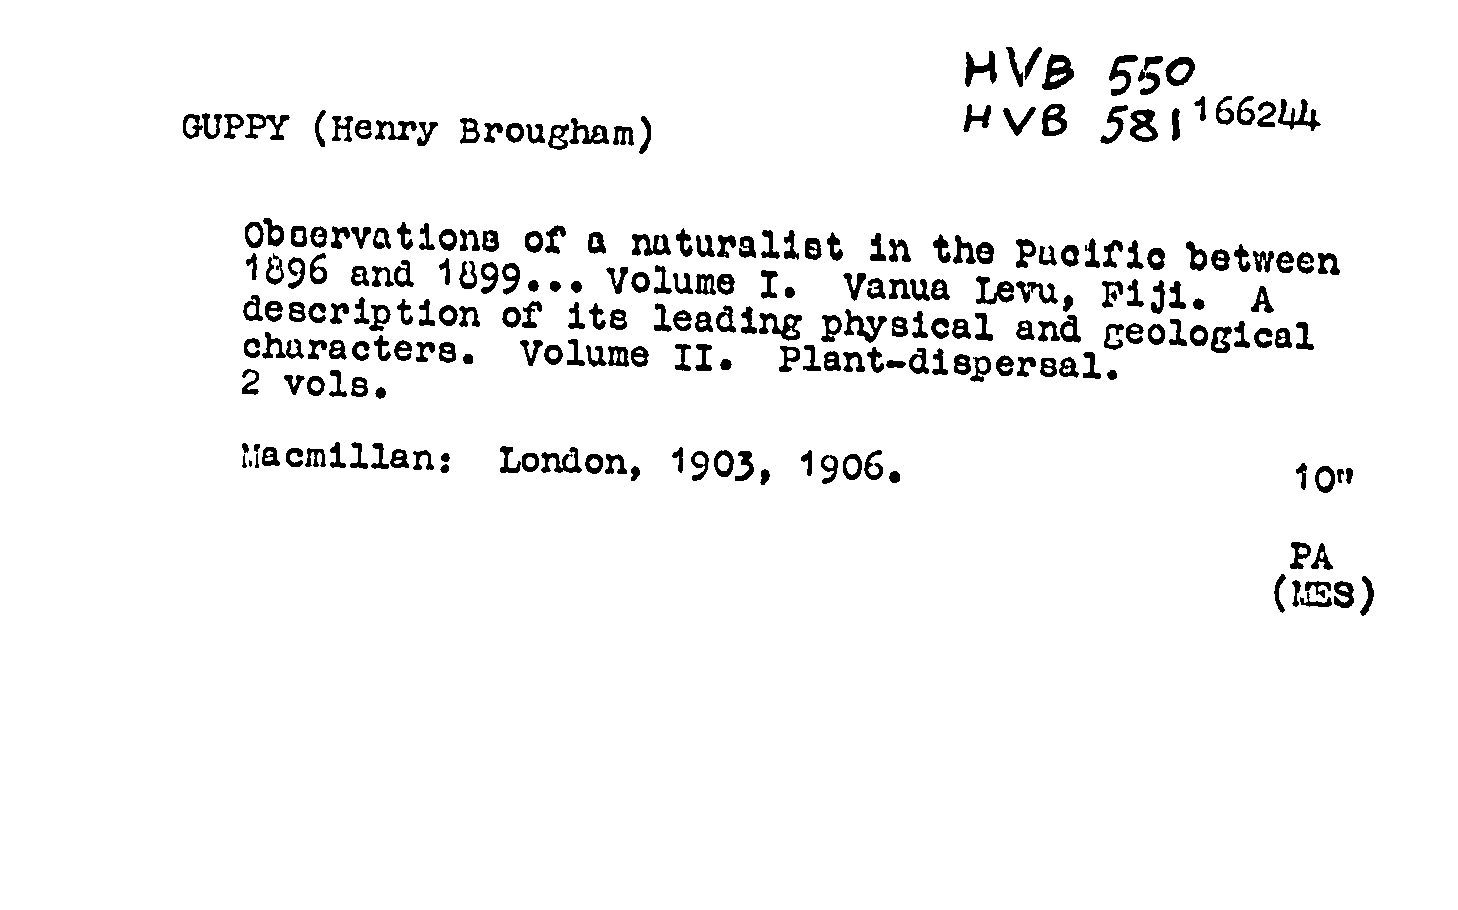 HVB 550
HVB 581 166244
GUPPY (Henry Brougham)
Observations of a naturalist in the Pacific between
1896 and 1899... Volume I. Vanua Levu, Fiji. A
description of its leading physical and geological
characters. Volume II. Plant-dispersal.
2 vols.
Macmillan: London, 1903, 1906.
10"
PA
(MES)